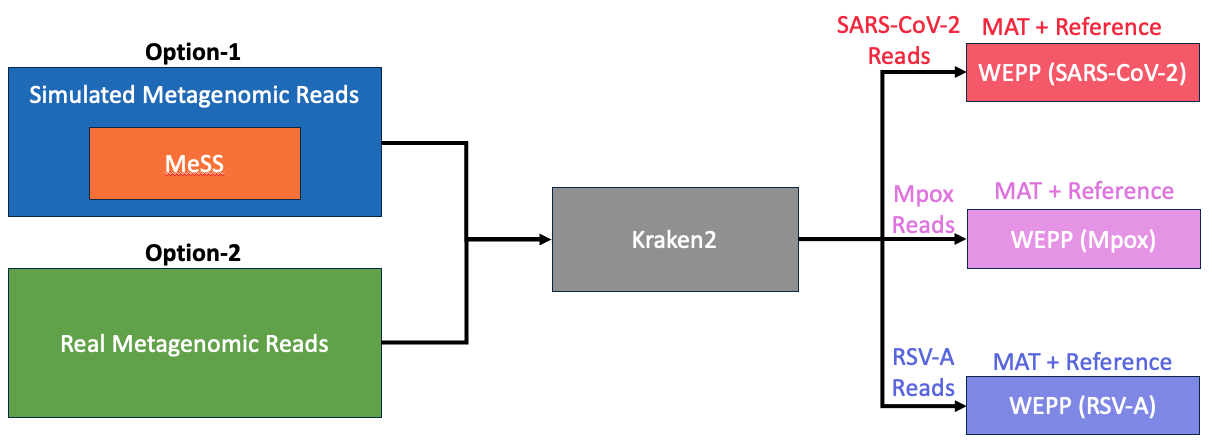 Option-1
Simulated Metagenomic Reads
MeSS
Option-2
Real Metagenomic Reads
Kraken2
SARS-CoV-2
Reads
MAT + Reference
WEPP (SARS-CoV-2)
Mpox
Reads
MAT + Reference
WEPP (Mpox)
RSV-A
Reads
MAT + Reference
WEPP (RSV-A)